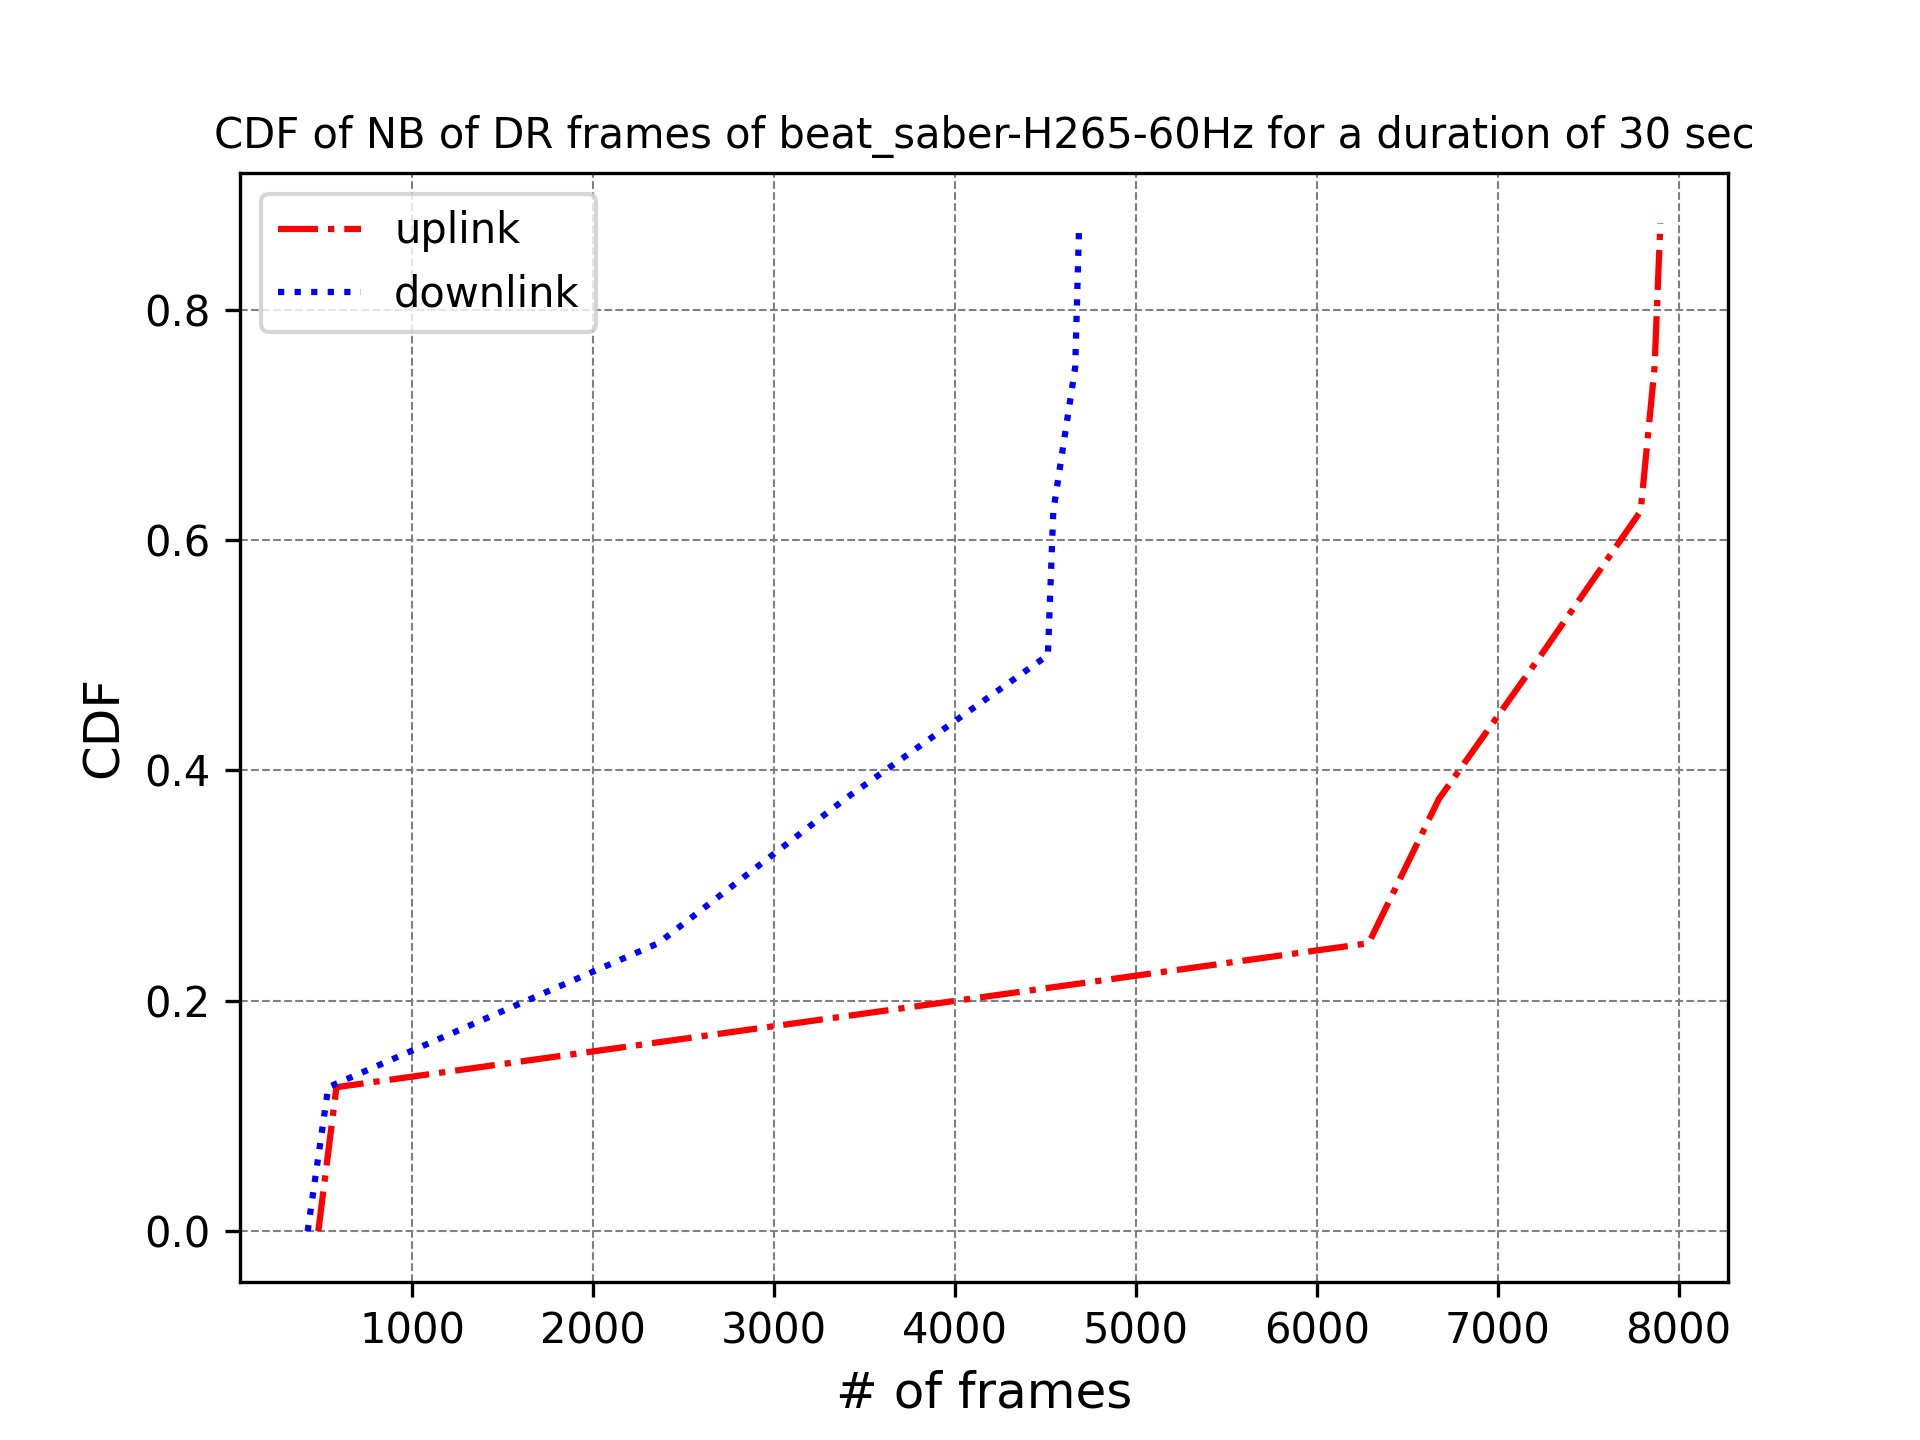 CDF of NB of DR frames of beat_saber-H265-60Hz for a duration of 30 sec
uplink
downlink
0.8
0.6
0.4
0.2
0.0
CDF
1000 2000 3000 4000 5000 6000 7000 8000
# of frames